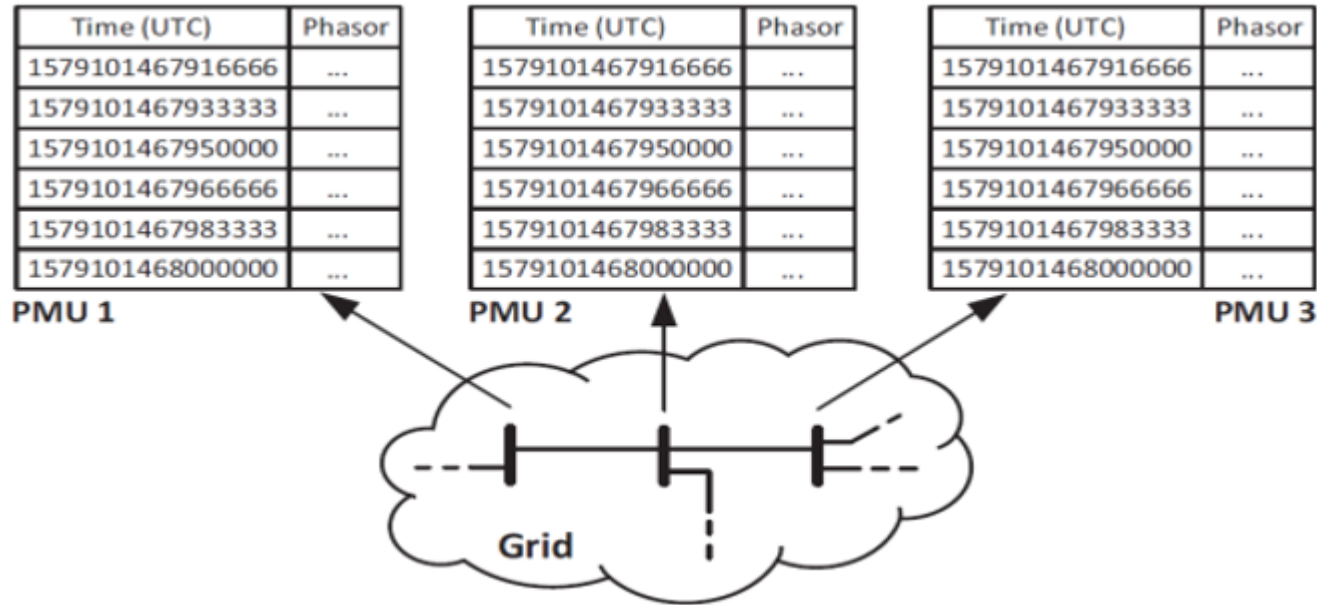 Time (UTC) Phasor Time (UTC) Phasor Time (UTC) Phasor
1579101467916666 ... 1579101467916666 ... 1579101467916666 ...
1579101467933333 ... 1579101467933333 ... 1579101467933333 ...
1579101467950000 ... 1579101467950000 ... 1579101467950000 ...
1579101467966666 ... 1579101467966666 ... 1579101467966666 ...
1579101467983333 ... 1579101467983333 ... 1579101467983333 ...
1579101468000000 ... 1579101468000000 ... 1579101468000000 ...
PMU 1 PMU 2 PMU 3
Grid